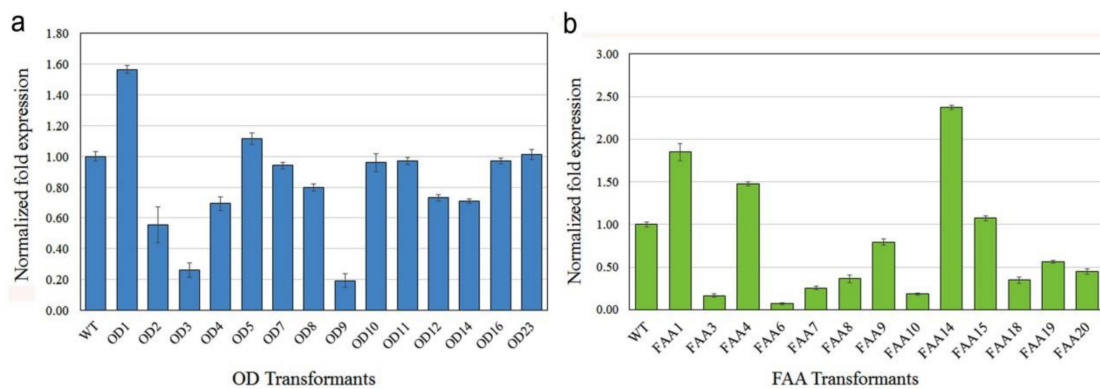 a
Normalized fold expression
1.80
1.60
1.40
1.20
1.00
0.80
0.60
0.40
0.20
0.00
WT OD1 OD2 OD3 OD4 OD5 OD7 OD8 OD9 OD10 OD11 OD12 OD14 OD16 OD23
OD Transformants
b
Normalized fold expression
3.00
2.50
2.00
1.50
1.00
0.50
0.00
WT FAA1 FAA3 FAA4 FAA6 FAA7 FAA8 FAA9 FAA10 FAA14 FAA15 FAA18 FAA19 FAA20
FAA Transformants